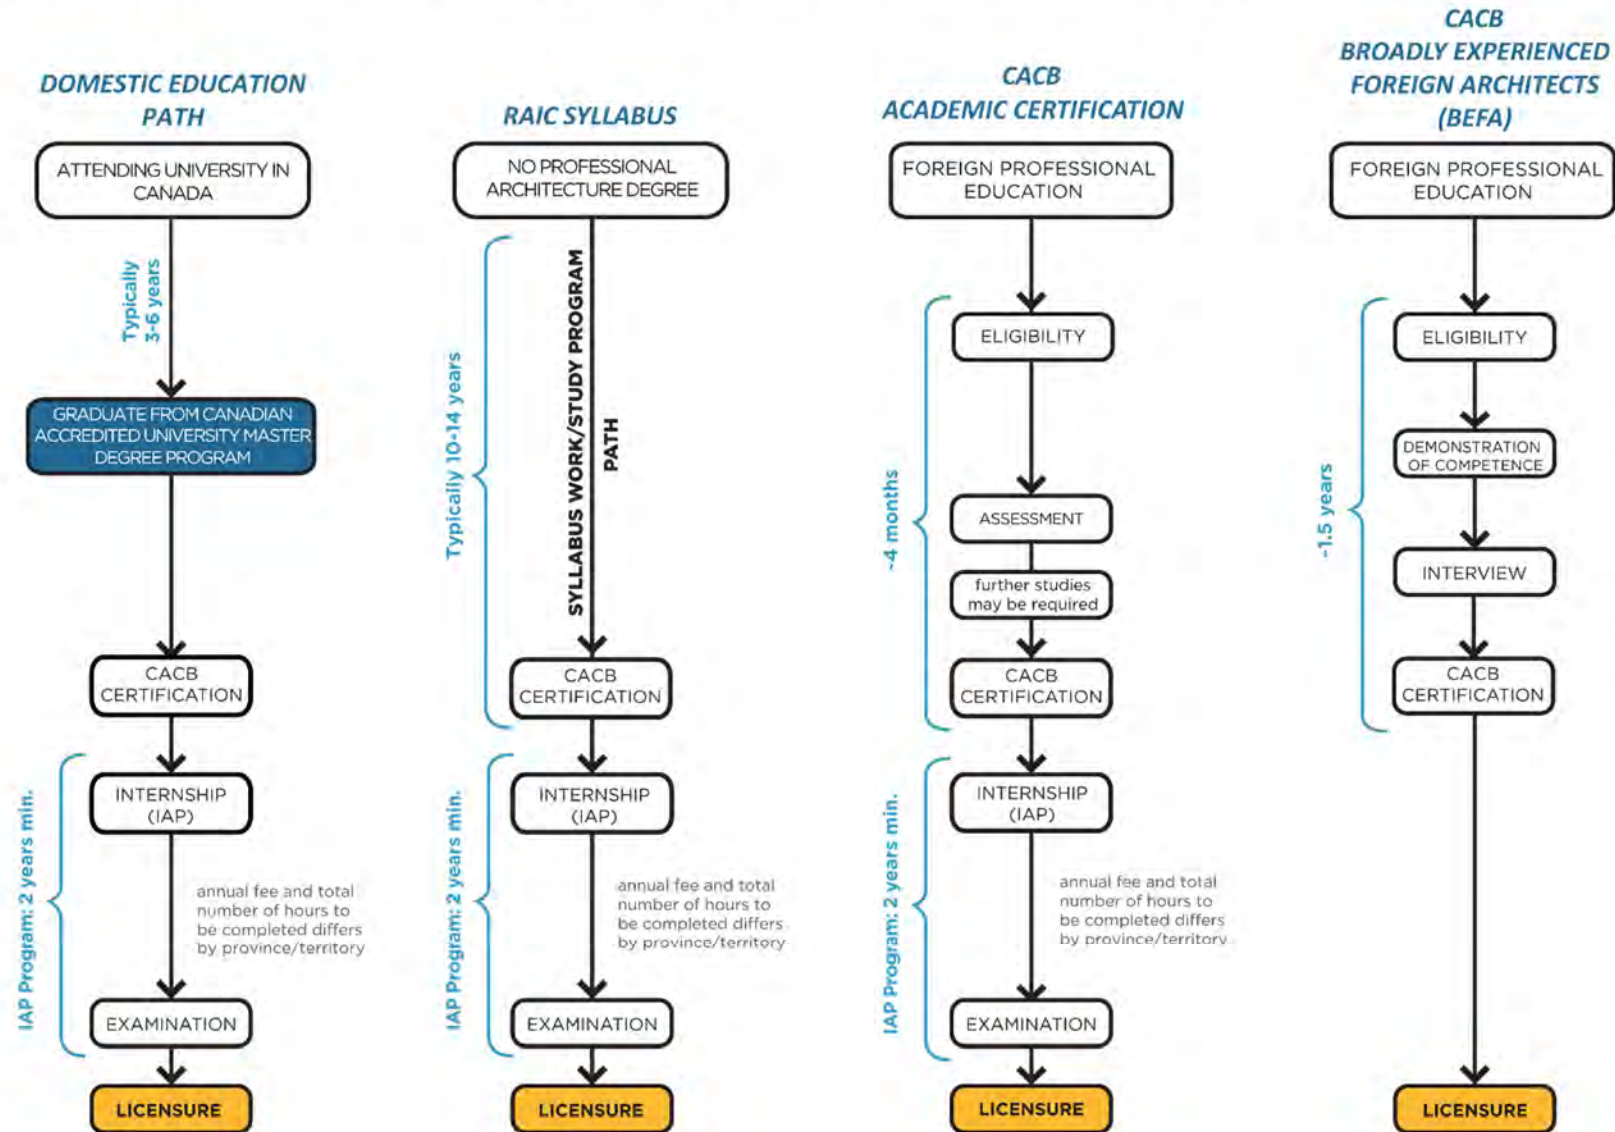 DOMESTIC EDUCATION
PATH
ATTENDING UNIVERSITY IN
CANADA
Typically
3-6 years
GRADUATE FROM CANADIAN
ACCREDITED UNIVERSITY MASTER
DEGREE PROGRAM
CACB
CERTIFICATION
IAP Program: 2 years min.
INTERNSHIP
(IAP)
annual fee and total
number of hours to
be completed differs
by province/territory
EXAMINATION
LICENSURE
RAIC SYLLABUS
NO PROFESSIONAL
ARCHITECTURE DEGREE
Typically 10-14 years
SYLLABUS WORK/STUDY PROGRAM
PATH
CACB
CERTIFICATION
IAP Program: 2 years min.
INTERNSHIP
(IAP)
annual fee and total
number of hours to
be completed differs
by province/territory
EXAMINATION
LICENSURE
CACB
ACADEMIC CERTIFICATION
FOREIGN PROFESSIONAL
EDUCATION
~4 months
ELIGIBILITY
ASSESSMENT
further studies
may be required
CACB
CERTIFICATION
IAP Program: 2 years min.
INTERNSHIP
(IAP)
annual fee and total
number of hours to
be completed differs
by province/territory
EXAMINATION
LICENSURE
CACB
BROADLY EXPERIENCED
FOREIGN ARCHITECTS
(BEFA)
FOREIGN PROFESSIONAL
EDUCATION
~1.5 years
ELIGIBILITY
DEMONSTRATION
OF COMPETENCE
INTERVIEW
CACB
CERTIFICATION
LICENSURE